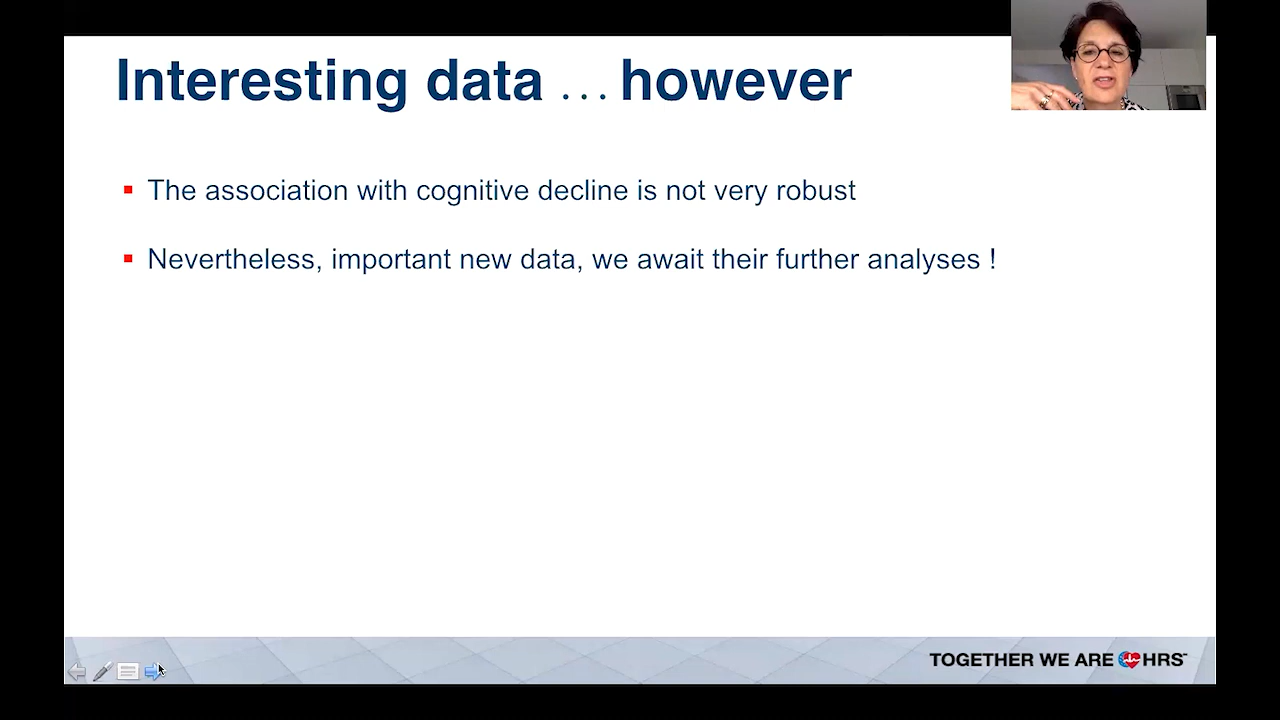 Interesting data ... however
The association with cognitive decline is not very robust
Nevertheless, important new data, we await their further analyses !
TOGETHER WE ARE HRS™